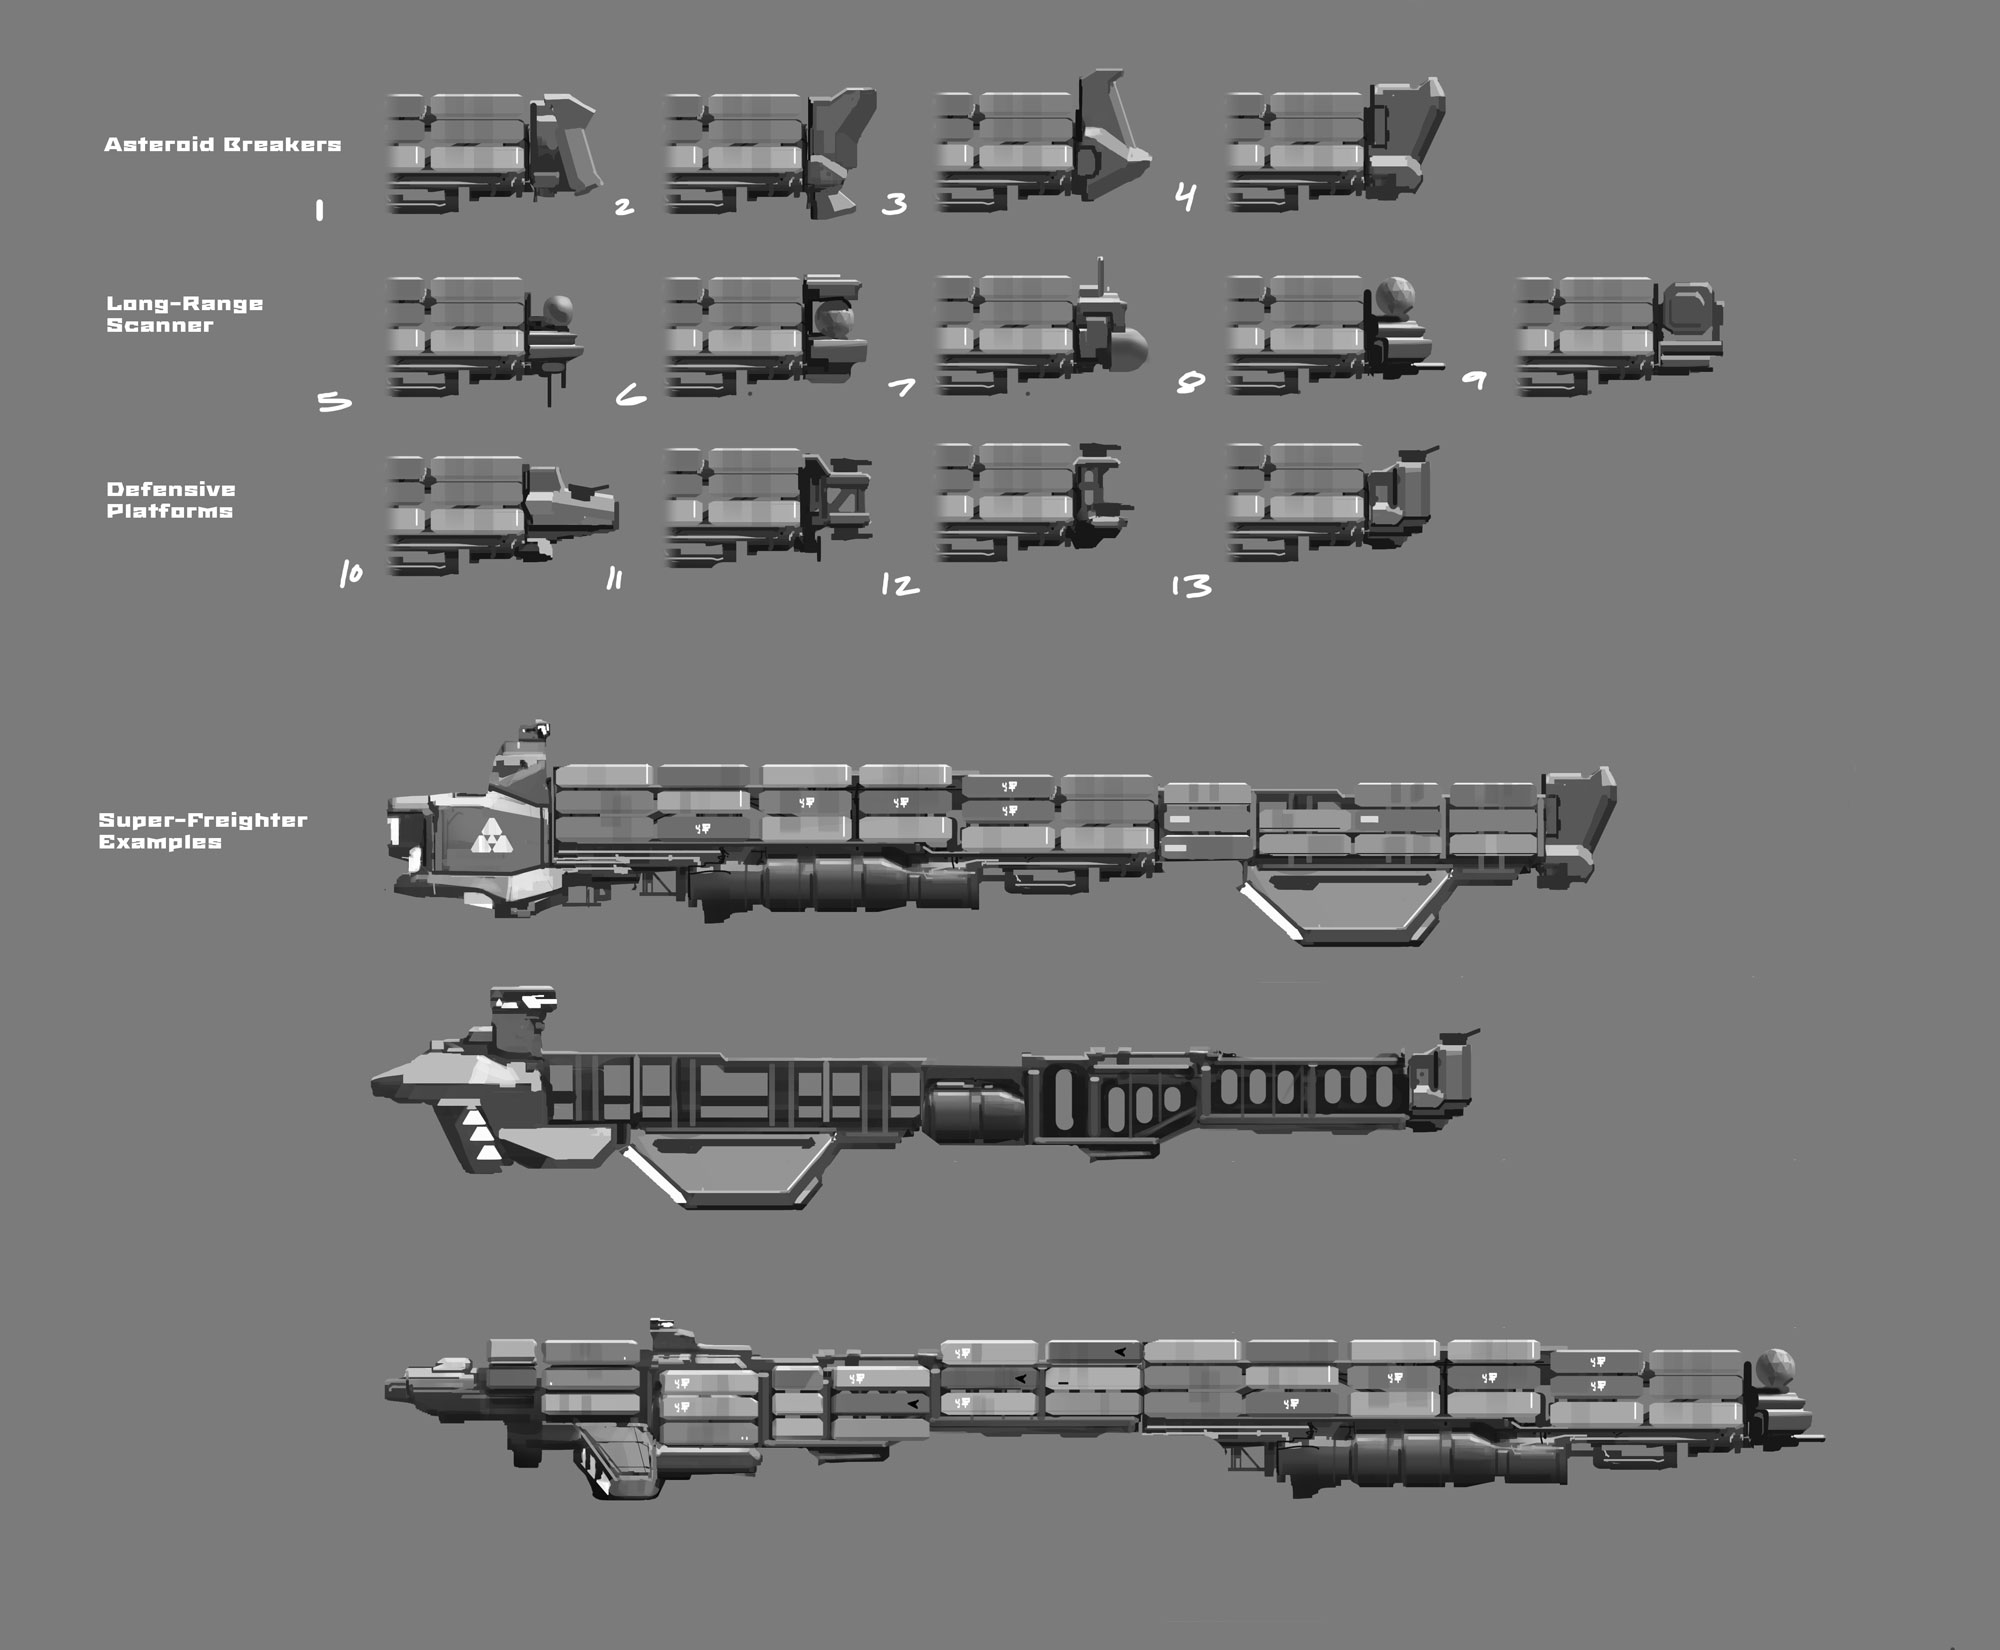 Asteroid Breakers
1 2 3 4
Long-Range
Scanner
5 6 7 8 9
Defensive
Platforms
10 11 12 13
Super-Freighter
Examples